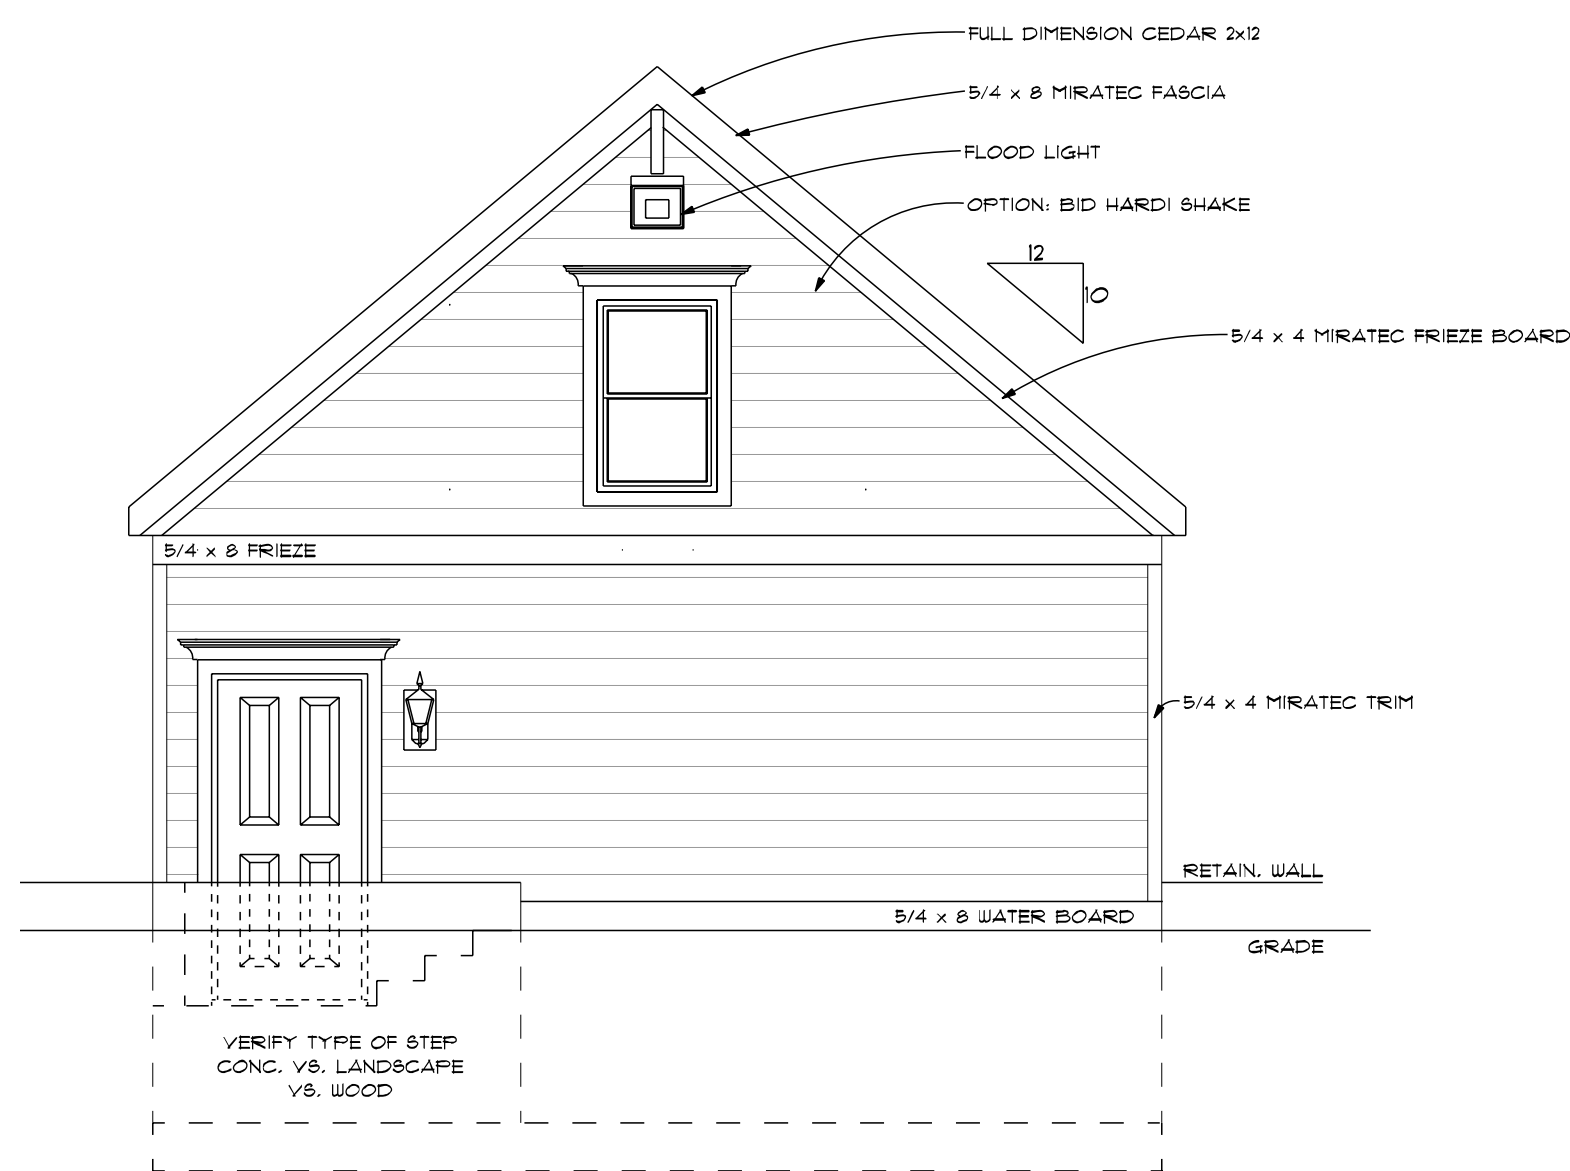 FULL DIMENSION CEDAR 2x12
5/4 x 8 MIRATEC FASCIA
FLOOD LIGHT
OPTION: BID HARDI SHAKE
12
10
5/4 x 4 MIRATEC FRIEZE BOARD
5/4 x 8 FRIEZE
5/4 x 4 MIRATEC TRIM
RETAIN. WALL
5/4 x 8 WATER BOARD
GRADE
VERIFY TYPE OF STEP
CONC. VS. LANDSCAPE
VS. WOOD